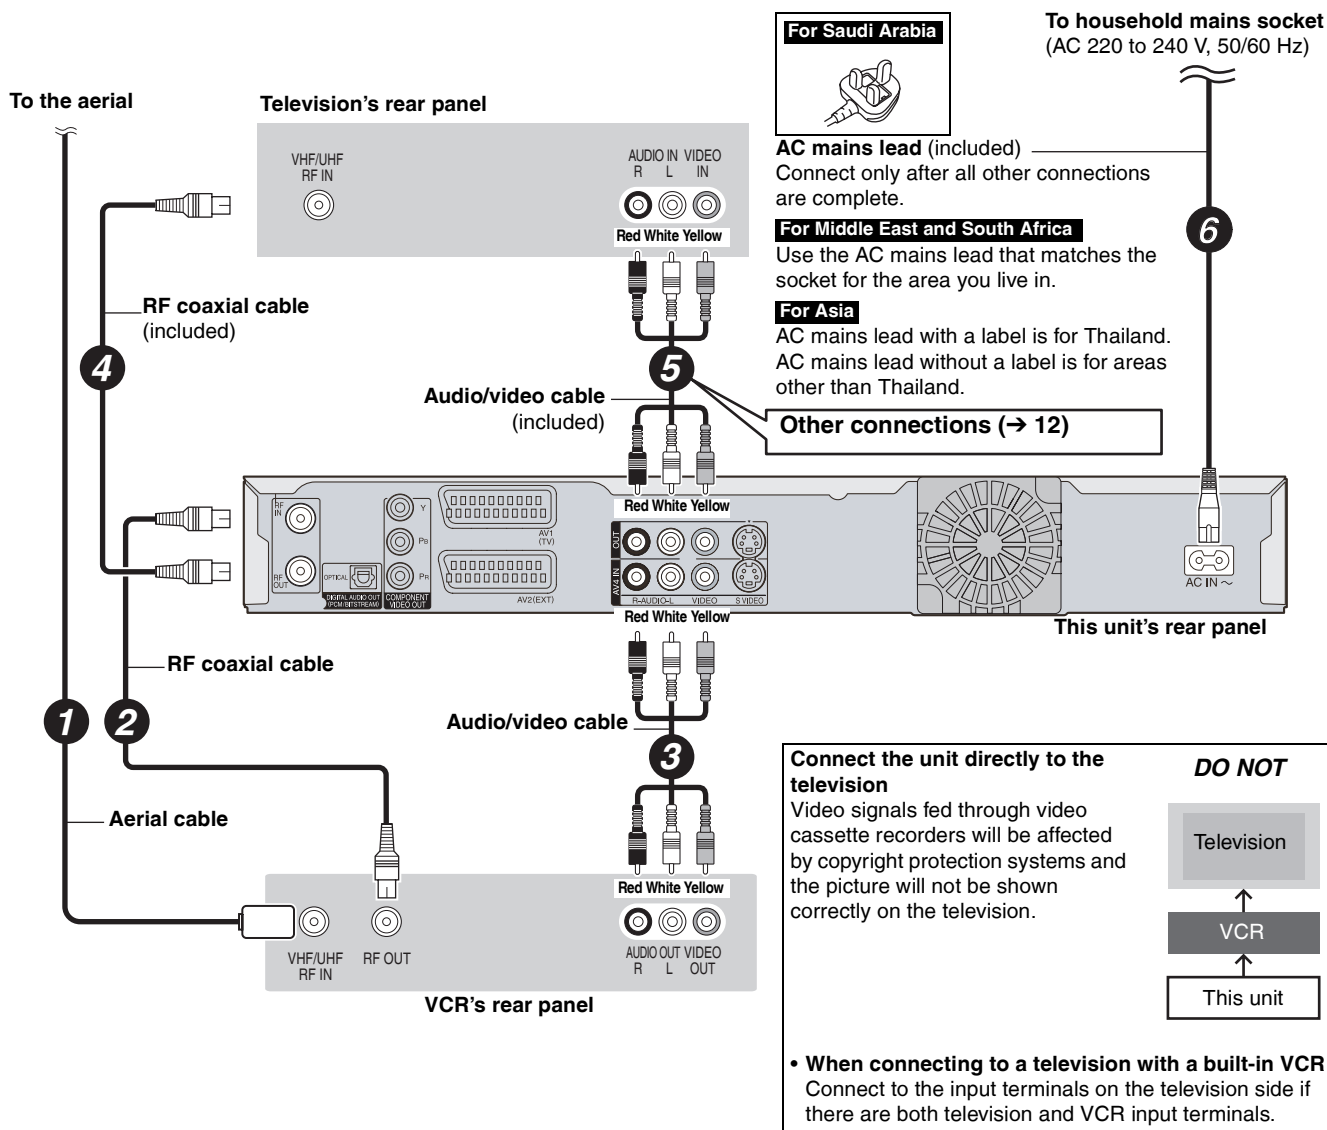 For Saudi Arabia
To household mains socket
(AC 220 to 240 V, 50/60 Hz)
To the aerial
Television's rear panel
VHF/UHF
RF IN
AUDIO IN VIDEO
R L IN
Red White Yellow
AC mains lead (included)
Connect only after all other connections
are complete.
For Middle East and South Africa
Use the AC mains lead that matches the
socket for the area you live in.
For Asia
AC mains lead with a label is for Thailand.
AC mains lead without a label is for areas
other than Thailand.
6
RF coaxial cable
(included)
4
5
Audio/video cable
(included)
Other connections (→ 12)
Red White Yellow
RF
IN
RF
OUT
OPTICAL
DIGITAL AUDIO OUT
(PCM/BITSTREAM)
Y
PB
PR
COMPONENT
VIDEO OUT
AV1
(TV)
AV2(EXT)
OUT
AV4 IN
R-AUDIO-L VIDEO S VIDEO
AC IN ~
Red White Yellow
This unit's rear panel
RF coaxial cable
1
2
Audio/video cable
3
Aerial cable
Red White Yellow
VHF/UHF
RF IN
RF OUT
AUDIO OUT VIDEO
R L OUT
VCR's rear panel
Connect the unit directly to the
television
Video signals fed through video
cassette recorders will be affected
by copyright protection systems and
the picture will not be shown
correctly on the television.
DO NOT
Television
VCR
This unit
• When connecting to a television with a built-in VCR
Connect to the input terminals on the television side if
there are both television and VCR input terminals.